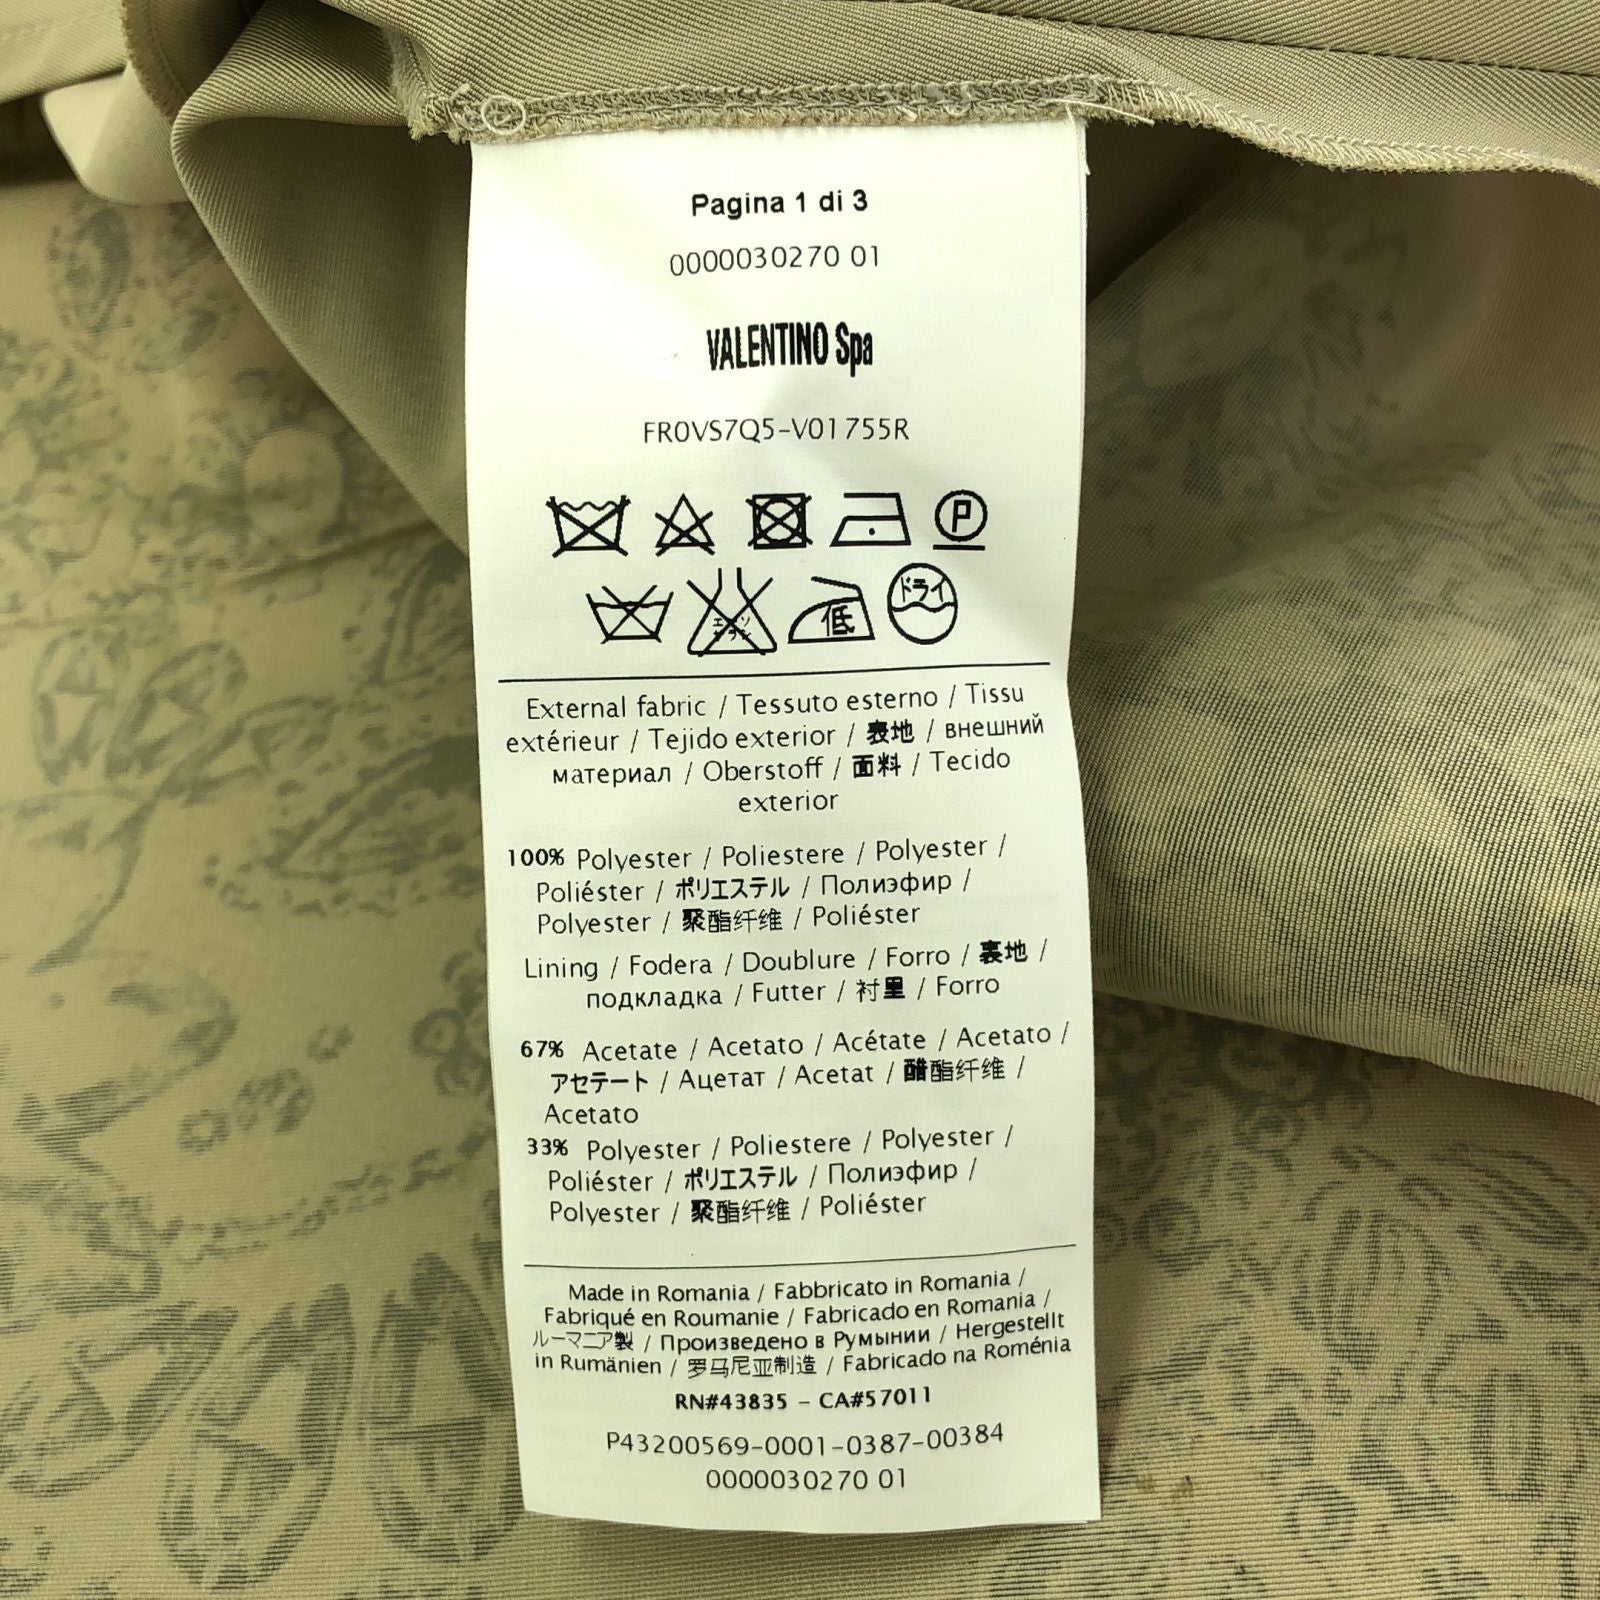 Pagina 1 di 3
0000030270 01
VALENTINO Spa
FR0VS7Q5-V01755R
P
低 ドライ
External fabric / Tessuto esterno / Tissu
extérieur / Tejido exterior / 表地 / внешний
материал / Oberstoff / 面料 / Tecido
exterior
100% Polyester / Poliestere / Polyester /
Poliéster / ポリエステル / Полиэфир /
Polyester / 聚酯纤维 / Poliéster
Lining / Fodera / Doublure / Forro / 裏地 /
подкладка / Futter / 衬里 / Forro
67% Acetate / Acetato / Acétate / Acetato /
アセテート / Ацетат / Acetat / 醋酯纤维 /
Acetato
33% Polyester / Poliestere / Polyester /
Poliéster / ポリエステル / Полиэфир /
Polyester / 聚酯纤维 / Poliéster
Made in Romania / Fabbricato in Romania /
Fabriqué en Roumanie / Fabricado en Romania /
ルーマニア製 / Произведено в Румынии / Hergestellt
in Rumänien / 罗马尼亚制造 / Fabricado na Roménia
RN#43835 - CA#57011
P43200569-0001-0387-00384
0000030270 01